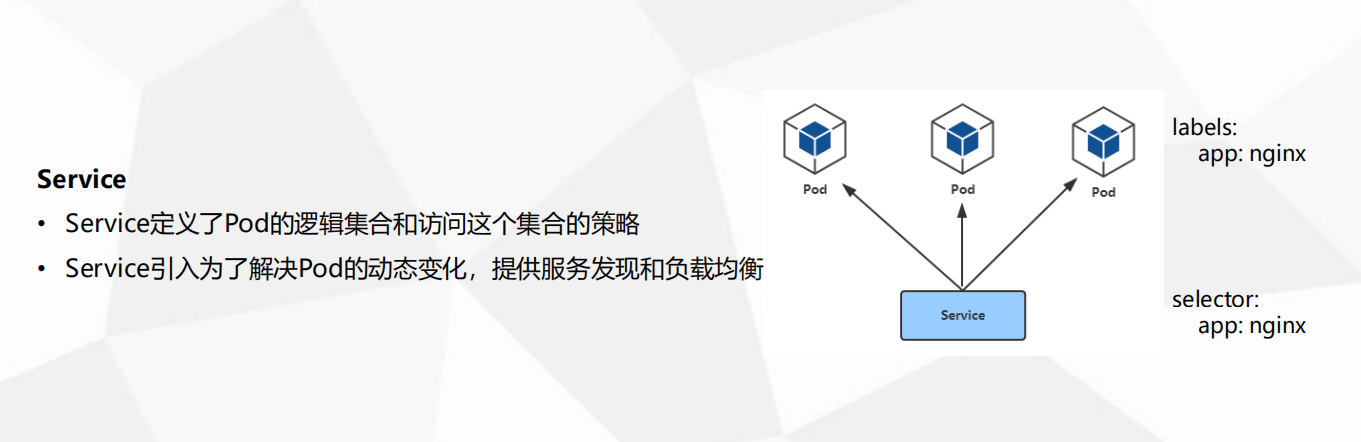 Service
• Service定义了Pod的逻辑集合和访问这个集合的策略
• Service引入为了解决Pod的动态变化，提供服务发现和负载均衡
Pod
Pod
Pod
labels:
app: nginx
Service
selector:
app: nginx